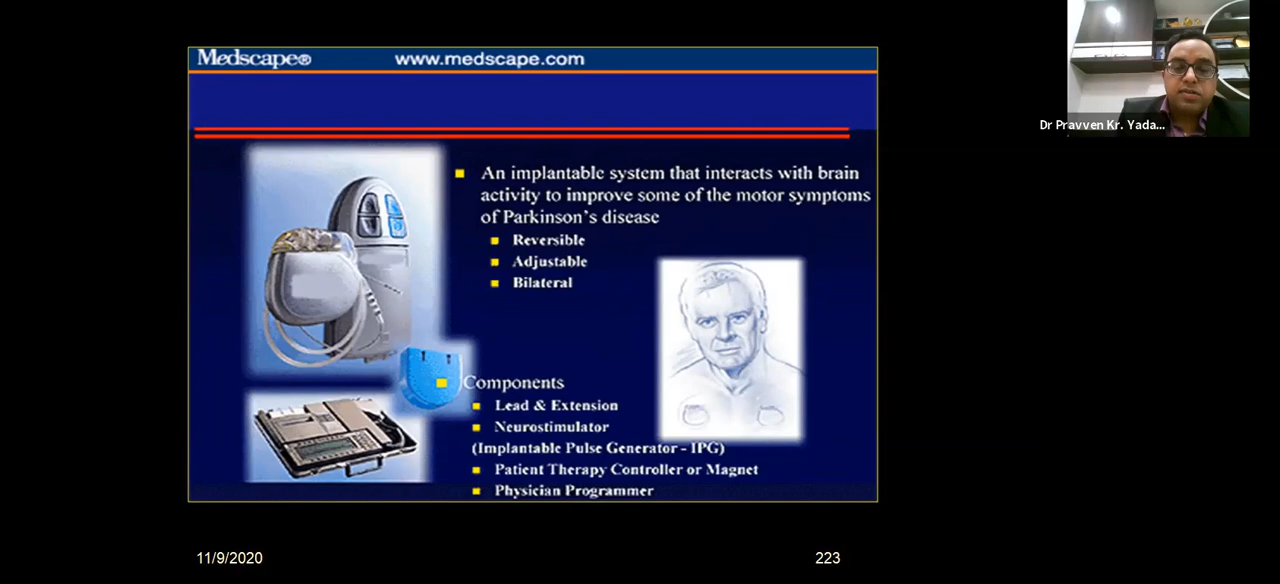 Medscape® www.medscape.com
Dr Pravven Kr. Yada...
An implantable system that interacts with brain
activity to improve some of the motor symptoms
of Parkinson's disease
Reversible
Adjustable
Bilateral
Components
Lead & Extension
Neurostimulator
(Implantable Pulse Generator - IPG)
Patient Therapy Controller or Magnet
Physician Programmer
11/9/2020
223